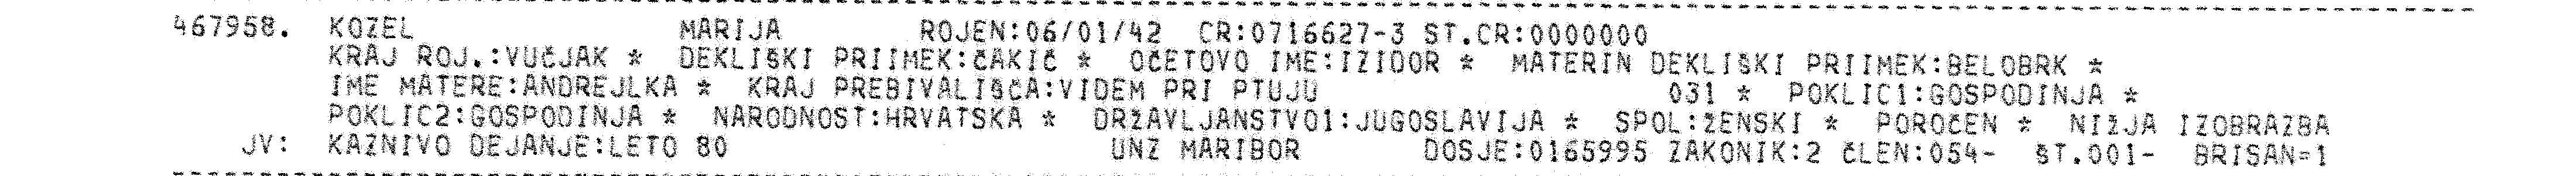 467958. KOZEL MARIJA ROJEN:06/01/42 CR:0716627-3 ST.CR:0000000
KRAJ ROJ.:VUČJAK * DEKLIŠKI PRIIMEK:ČAKIČ * OČETOVO IME:IZIDOR * MATERIN DEKLIŠKI PRIIMEK:BELOBRK *
IME MATERE:ANDREJLKA * KRAJ PREBIVALIŠČA:VIDEM PRI PTUJU 031 * POKLIC1:GOSPODINJA *
POKLIC2:GOSPODINJA * NARODNOST:HRVATSKA * DRŽAVLJANSTVO1:JUGOSLAVIJA * SPOL:ŽENSKI * POROČEN * NIŽJA IZOBRAZBA
JV: KAZNIVO DEJANJE:LETO 80 UNZ MARIBOR DOSJE:0165995 ZAKONIK:2 ČLEN:054- ŠT.001- BRISAN=1